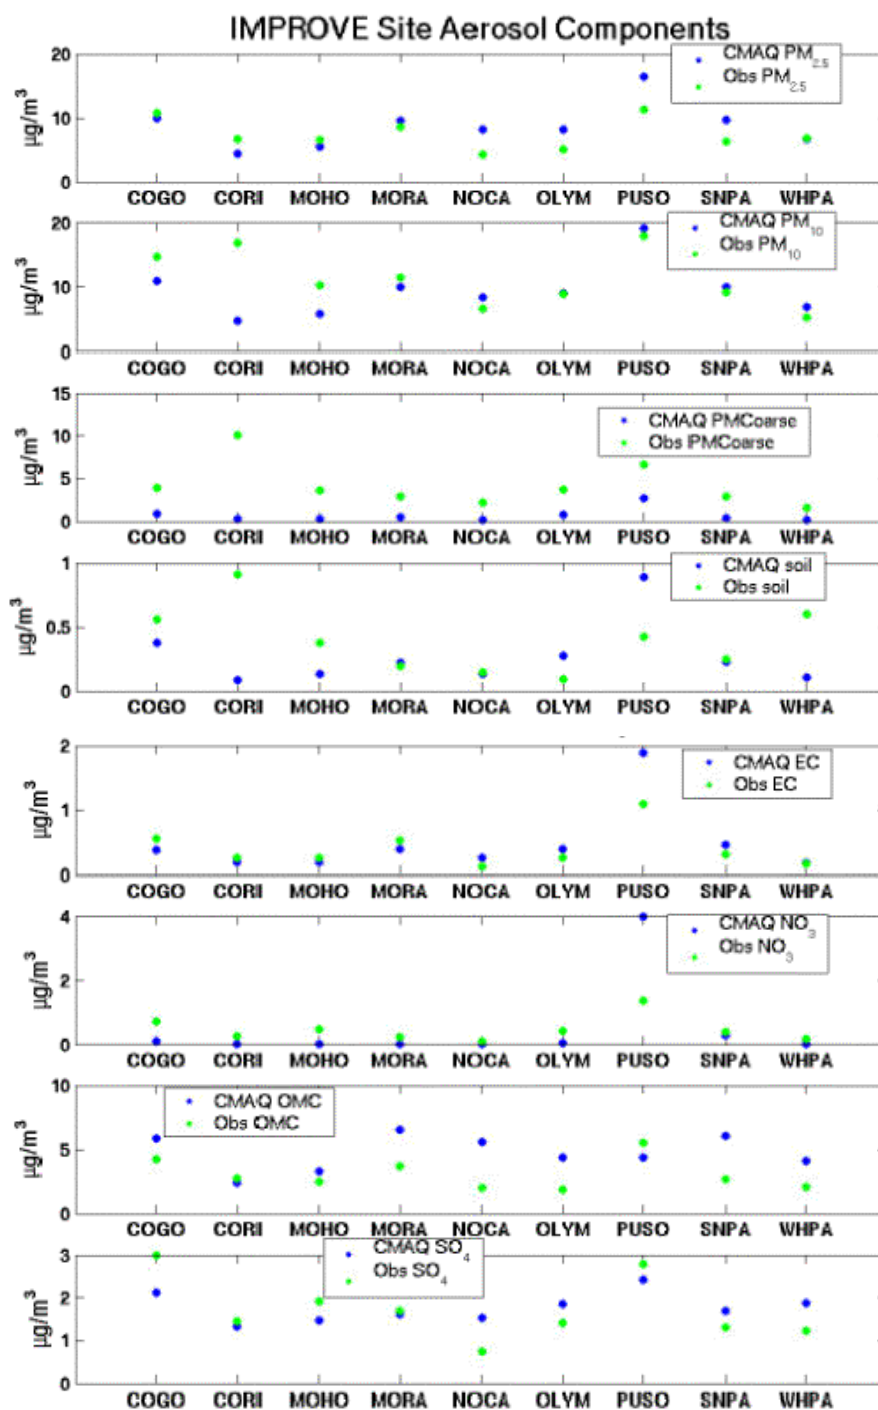 IMPROVE Site Aerosol Components
20
10
0
µg/m³
CMAQ PM2.5
Obs PM2.5
COGO CORI MOHO MORA NOCA OLYM PUSO SNPA WHPA
20
10
0
µg/m³
CMAQ PM10
Obs PM10
COGO CORI MOHO MORA NOCA OLYM PUSO SNPA WHPA
15
10
5
0
µg/m³
CMAQ PMCoarse
Obs PMCoarse
COGO CORI MOHO MORA NOCA OLYM PUSO SNPA WHPA
1
0.5
0
µg/m³
CMAQ soil
Obs soil
COGO CORI MOHO MORA NOCA OLYM PUSO SNPA WHPA
2
1
0
µg/m³
CMAQ EC
Obs EC
COGO CORI MOHO MORA NOCA OLYM PUSO SNPA WHPA
4
2
0
µg/m³
CMAQ NO3
Obs NO3
COGO CORI MOHO MORA NOCA OLYM PUSO SNPA WHPA
10
5
0
µg/m³
CMAQ OMC
Obs OMC
COGO CORI MOHO MORA NOCA OLYM PUSO SNPA WHPA
3
2
1
0
µg/m³
CMAQ SO4
Obs SO4
COGO CORI MOHO MORA NOCA OLYM PUSO SNPA WHPA